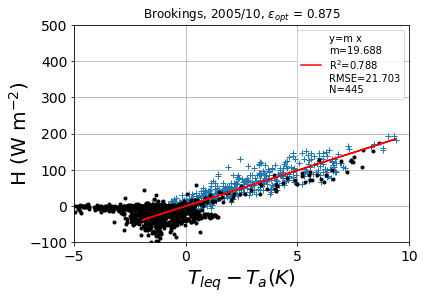 Brookings, 2005/10, ε_opt = 0.875
y=m x
m=19.688
R²=0.788
RMSE=21.703
N=445
H (W m⁻²)
500
400
300
200
100
0
−100
−5
0
5
10
T_leq − T_a(K)